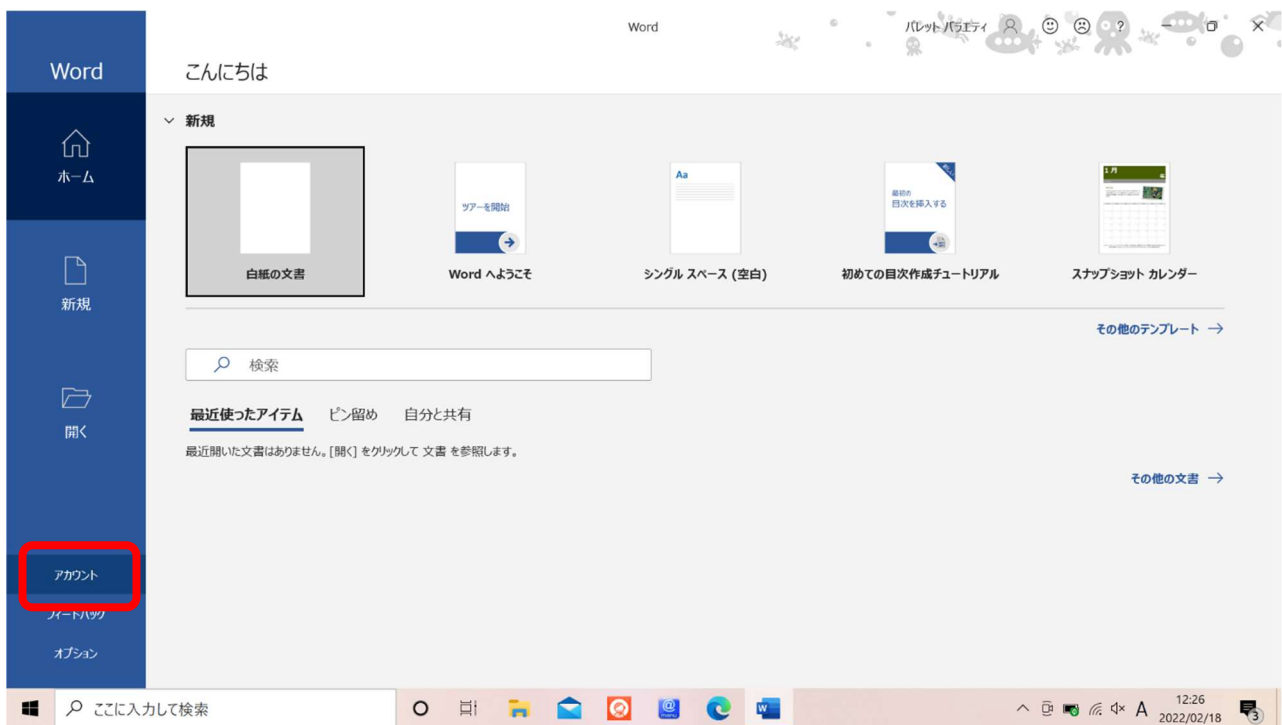 Word
パレット バラエティ
?
Word
こんにちは
新規
ホーム
新規
開く
Aa
ツアーを開始
最初の
目次を挿入する
1 月
白紙の文書
Word へようこそ
シングル スペース (空白)
初めての目次作成チュートリアル
スナップショット カレンダー
その他のテンプレート →
検索
最近使ったアイテム ピン留め 自分と共有
最近開いた文書はありません。[開く] をクリックして 文書 を参照します。
その他の文書 →
アカウント
フィードバック
オプション
ここに入力して検索
A
12:26
2022/02/18
3